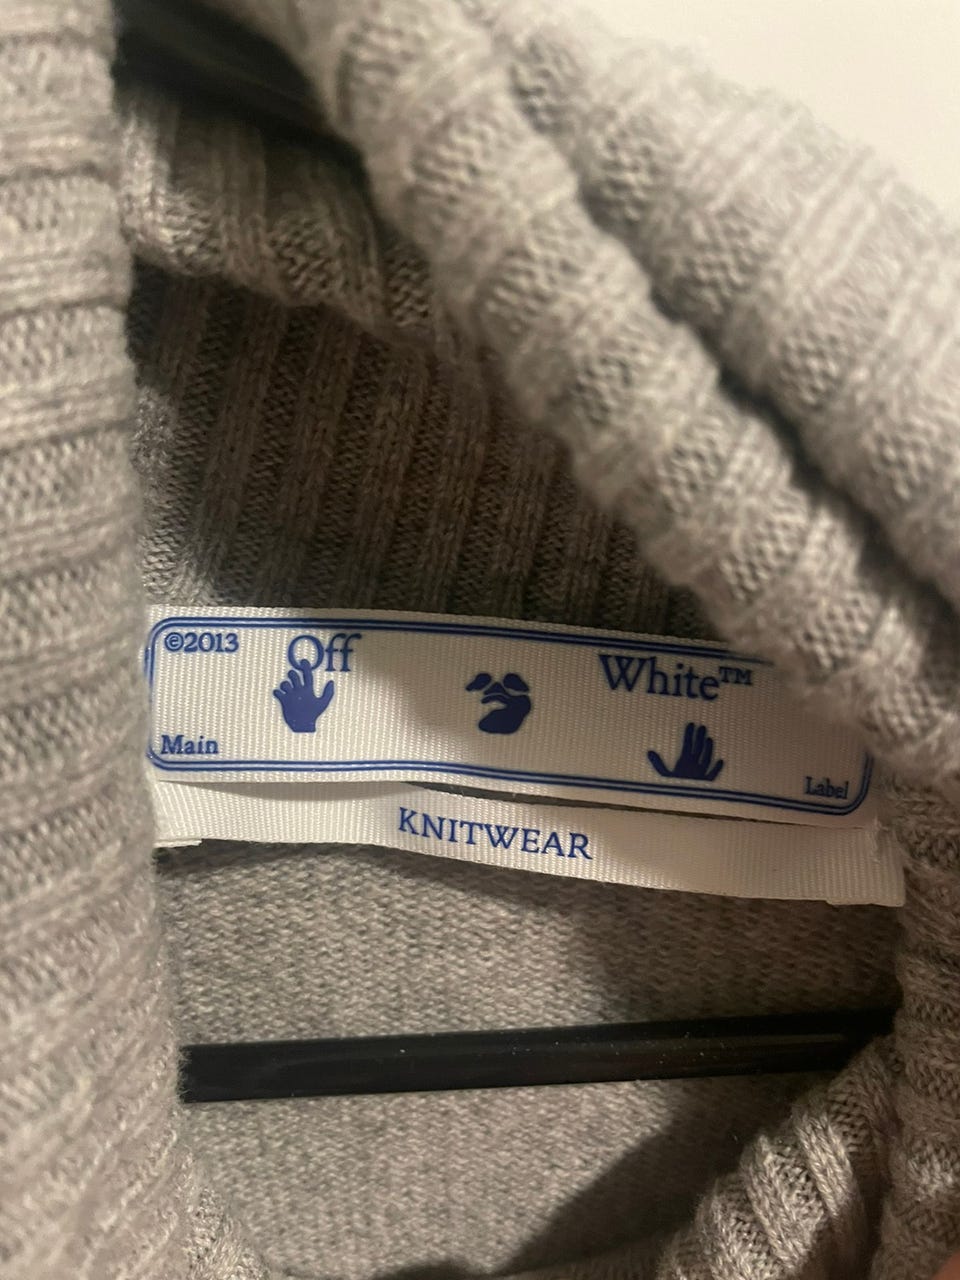 ©2013 Off White™
Main Label
KNITWEAR